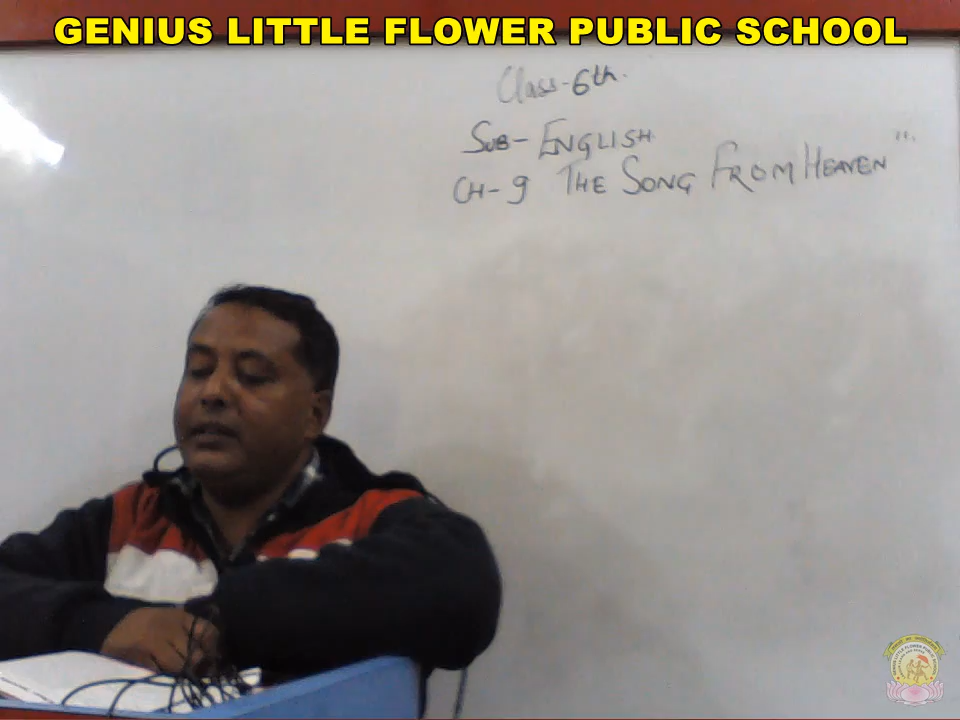 GENIUS LITTLE FLOWER PUBLIC SCHOOL
Class-6th.
SUB- ENGLISH
CH-9 THE SONG FROM HEAVEN"